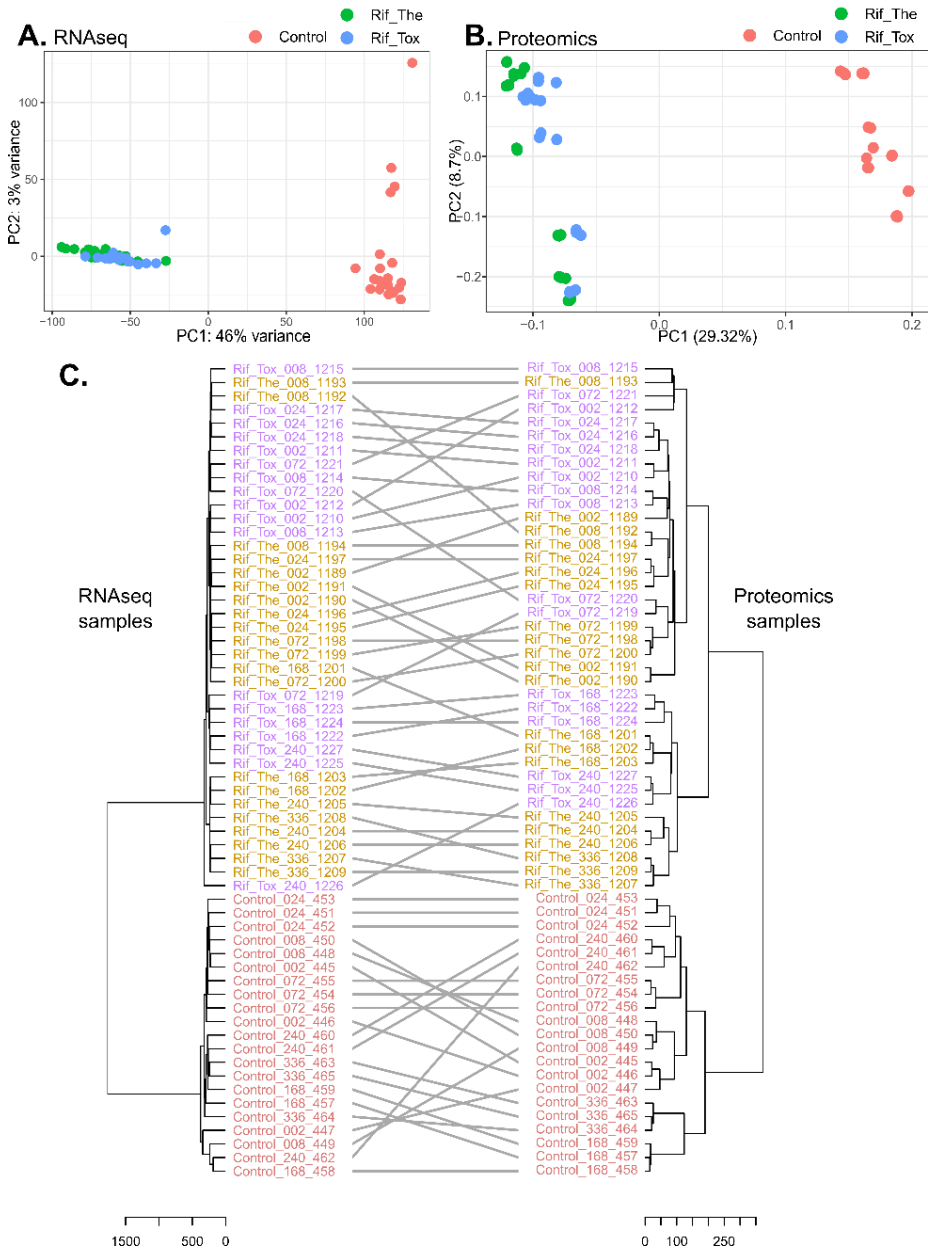 A. RNAseq
Control
Rif_The
Rif_Tox
PC2: 3% variance
100
50
0
−100
−50
0
50
100
PC1: 46% variance
B. Proteomics
Control
Rif_The
Rif_Tox
PC2 (8.7%)
0.1
0.0
−0.1
−0.2
−0.1
0.0
0.1
0.2
PC1 (29.32%)
C.
RNAseq
samples
Rif_Tox_008_1215
Rif_The_008_1193
Rif_The_008_1192
Rif_Tox_024_1217
Rif_Tox_024_1216
Rif_Tox_024_1218
Rif_Tox_002_1211
Rif_Tox_072_1221
Rif_Tox_008_1214
Rif_Tox_072_1220
Rif_Tox_002_1212
Rif_Tox_002_1210
Rif_Tox_008_1213
Rif_The_008_1194
Rif_The_024_1197
Rif_The_002_1189
Rif_The_002_1191
Rif_The_002_1190
Rif_The_024_1196
Rif_The_024_1195
Rif_The_072_1198
Rif_The_072_1199
Rif_The_168_1201
Rif_The_072_1200
Rif_Tox_072_1219
Rif_Tox_168_1223
Rif_Tox_168_1224
Rif_Tox_168_1222
Rif_Tox_240_1227
Rif_Tox_240_1225
Rif_The_168_1203
Rif_The_168_1202
Rif_The_240_1205
Rif_The_336_1208
Rif_The_240_1204
Rif_The_240_1206
Rif_The_336_1207
Rif_The_336_1209
Rif_Tox_240_1226
Control_024_453
Control_024_451
Control_024_452
Control_008_450
Control_008_448
Control_002_445
Control_072_455
Control_072_454
Control_072_456
Control_002_446
Control_240_460
Control_240_461
Control_336_463
Control_336_465
Control_168_459
Control_168_457
Control_336_464
Control_002_447
Control_008_449
Control_240_462
Control_168_458
1500
500
0
Rif_Tox_008_1215
Rif_The_008_1193
Rif_Tox_072_1221
Rif_Tox_002_1212
Rif_Tox_024_1217
Rif_Tox_024_1216
Rif_Tox_024_1218
Rif_Tox_002_1211
Rif_Tox_002_1210
Rif_Tox_008_1214
Rif_Tox_008_1213
Rif_The_002_1189
Rif_The_008_1192
Rif_The_008_1194
Rif_The_024_1197
Rif_The_024_1196
Rif_The_024_1195
Rif_Tox_072_1220
Rif_Tox_072_1219
Rif_The_072_1199
Rif_The_072_1198
Rif_The_072_1200
Rif_The_002_1191
Rif_The_002_1190
Rif_Tox_168_1223
Rif_Tox_168_1222
Rif_Tox_168_1224
Rif_The_168_1201
Rif_The_168_1202
Rif_The_168_1203
Rif_Tox_240_1227
Rif_Tox_240_1225
Rif_Tox_240_1226
Rif_The_240_1205
Rif_The_240_1204
Rif_The_240_1206
Rif_The_336_1208
Rif_The_336_1209
Rif_The_336_1207
Control_024_453
Control_024_451
Control_024_452
Control_240_460
Control_240_461
Control_240_462
Control_072_455
Control_072_454
Control_072_456
Control_008_448
Control_008_450
Control_008_449
Control_002_445
Control_002_446
Control_002_447
Control_336_463
Control_336_465
Control_336_464
Control_168_459
Control_168_457
Control_168_458
Proteomics
samples
0
100
250